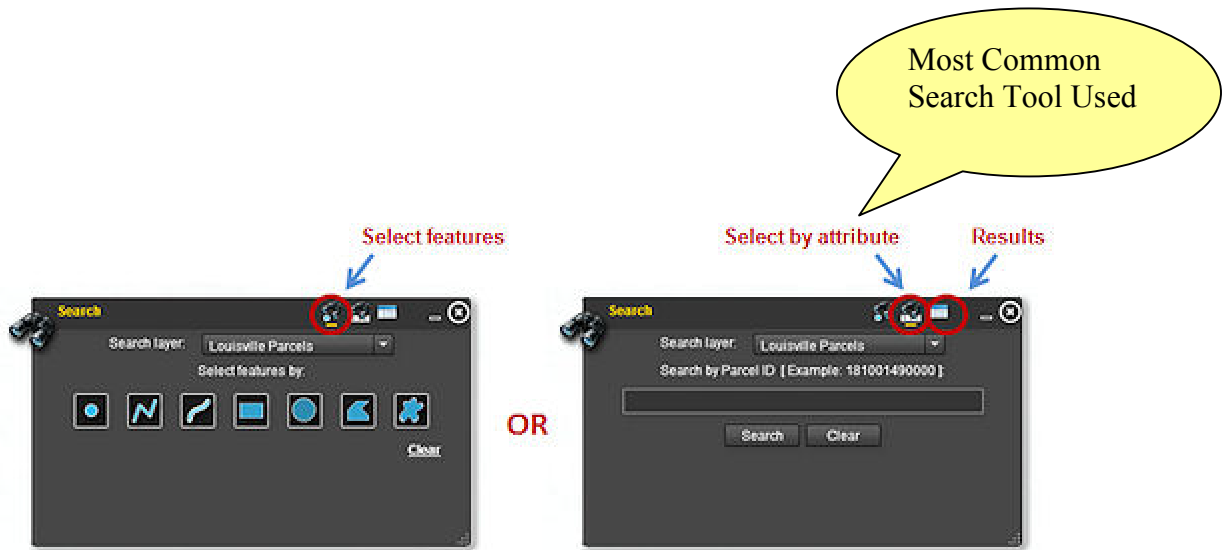 Most Common
Search Tool Used
Select features
Select by attribute
Results
Search
Search layer:
Louisville Parcels
Select features by:
Clear
OR
Search
Search layer:
Louisville Parcels
Search by Parcel ID [ Example: 181001490000 ]:
Search
Clear